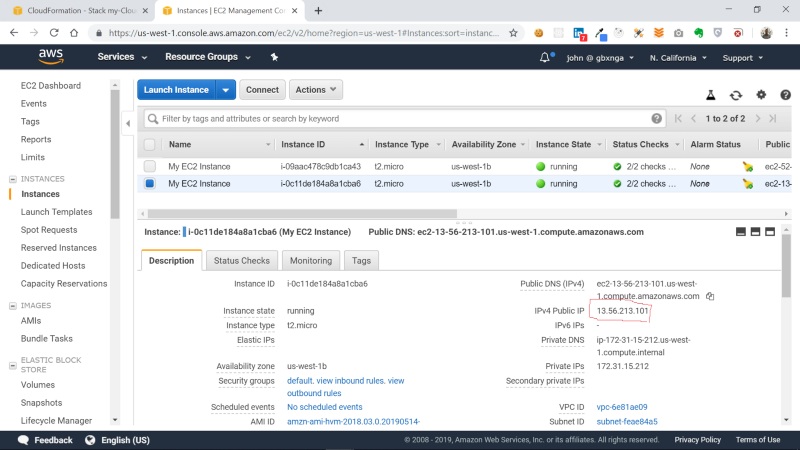 CloudFormation - Stack my-Clou
Instances | EC2 Management Con
https://us-west-1.console.aws.amazon.com/ec2/v2/home?region=us-west-1#Instances:sort=instanc...
aws
Services
Resource Groups
john @ gbxnga
N. California
Support
EC2 Dashboard
Events
Tags
Reports
Limits
INSTANCES
Instances
Launch Templates
Spot Requests
Reserved Instances
Dedicated Hosts
Capacity Reservations
IMAGES
AMIs
Bundle Tasks
ELASTIC BLOCK STORE
Volumes
Snapshots
Lifecycle Manager
Launch Instance
Connect
Actions
Filter by tags and attributes or search by keyword
1 to 2 of 2
Name Instance ID Instance Type Availability Zone Instance State Status Checks Alarm Status Public
My EC2 Instance i-09aac478c9db1ca43 t2.micro us-west-1b running 2/2 checks ... None ec2-52-
My EC2 Instance i-0c11de184a8a1cba6 t2.micro us-west-1b running 2/2 checks ... None ec2-13-
Instance: i-0c11de184a8a1cba6 (My EC2 Instance) Public DNS: ec2-13-56-213-101.us-west-1.compute.amazonaws.com
Description
Status Checks
Monitoring
Tags
Instance ID i-0c11de184a8a1cba6
Public DNS (IPv4) ec2-13-56-213-101.us-west-
1.compute.amazonaws.com
Instance state running
IPv4 Public IP 13.56.213.101
Instance type t2.micro
IPv6 IPs -
Elastic IPs
Private DNS ip-172-31-15-212.us-west-
1.compute.internal
Availability zone us-west-1b
Private IPs 172.31.15.212
Security groups default. view inbound rules. view
outbound rules
Secondary private IPs
Scheduled events No scheduled events
VPC ID vpc-6e81ae09
AMI ID amzn-ami-hvm-2018.03.0.20190514-
Subnet ID subnet-feae84a5
Feedback
English (US)
© 2008 - 2019, Amazon Web Services, Inc. or its affiliates. All rights reserved.
Privacy Policy
Terms of Use